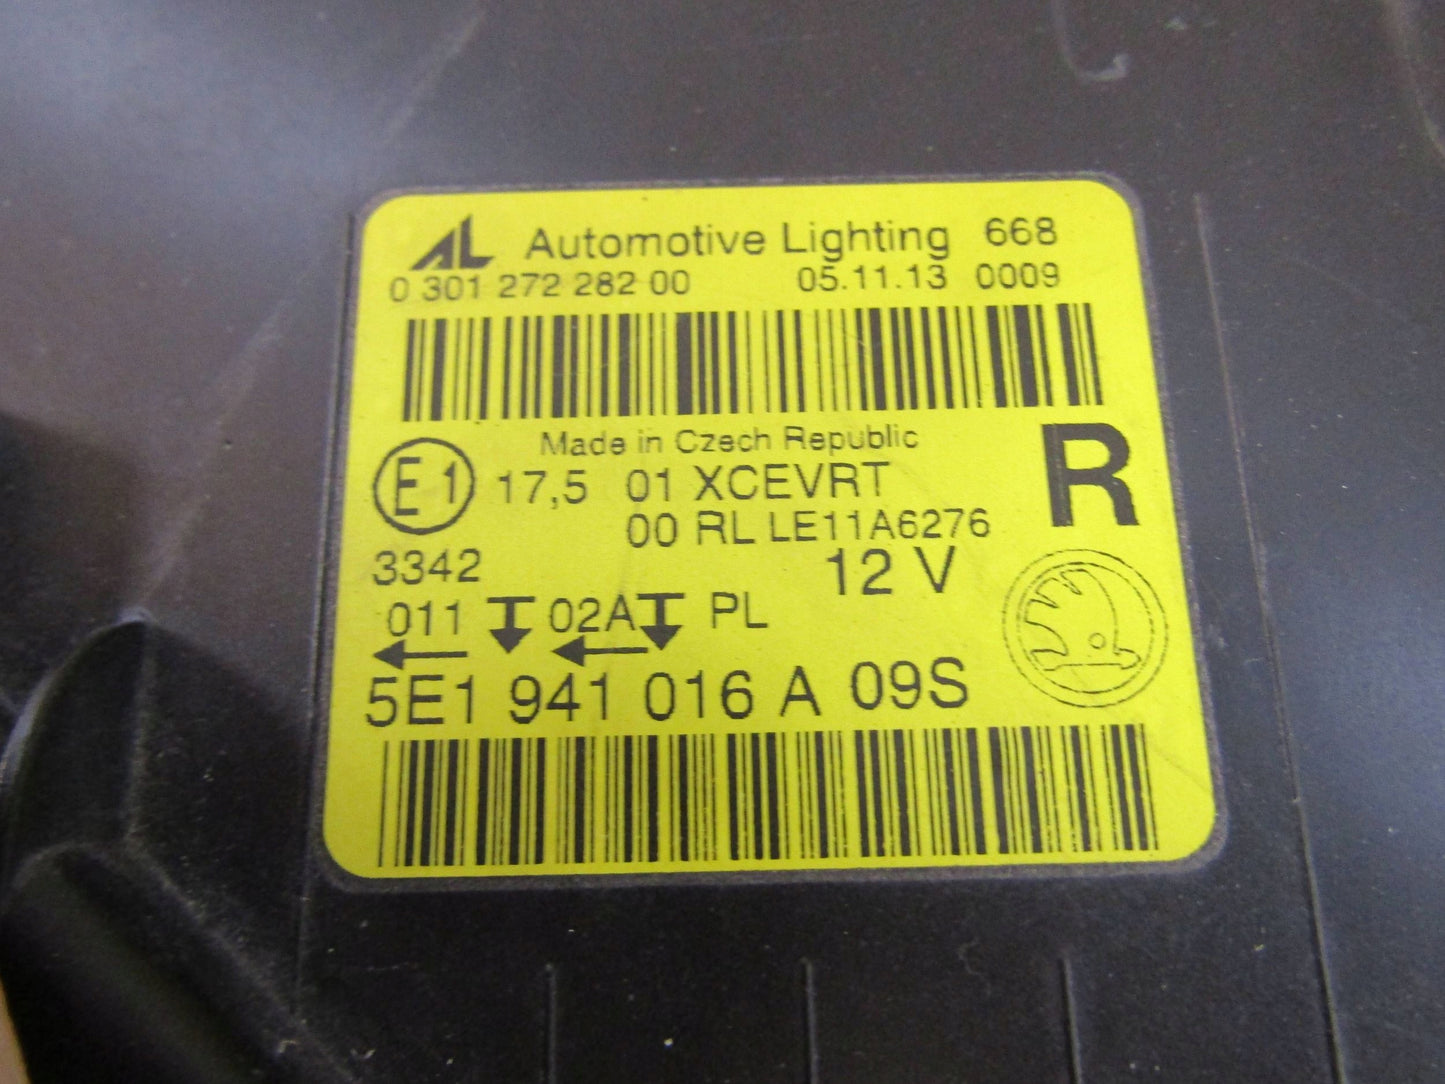 AL Automotive Lighting 668
0 301 272 282 00 05.11.13 0009
Made in Czech Republic
E1 17,5 01 XCEVRT R
00 RL LE11A6276
3342 12 V
011 02A PL
5E1 941 016 A 09S